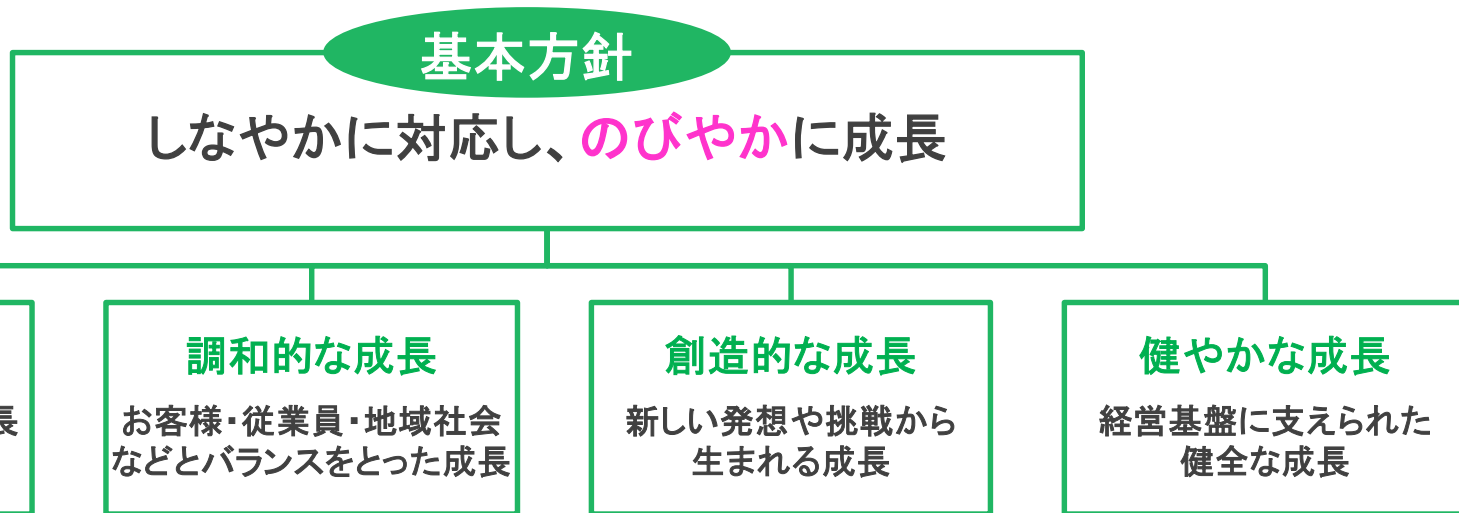 基本方針
しなやかに対応し、のびやかに成長
長
調和的な成長
お客様・従業員・地域社会
などとバランスをとった成長
創造的な成長
新しい発想や挑戦から
生まれる成長
健やかな成長
経営基盤に支えられた
健全な成長